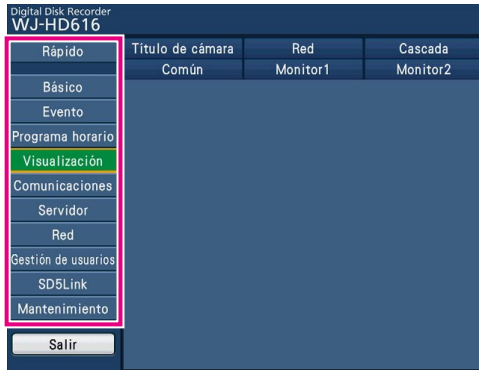 Digital Disk Recorder
WJ-HD616
Rápido
Básico
Evento
Programa horario
Visualización
Comunicaciones
Servidor
Red
Gestión de usuarios
SD5Link
Mantenimiento
Salir
Titulo de cámara Red Cascada
Común Monitor1 Monitor2